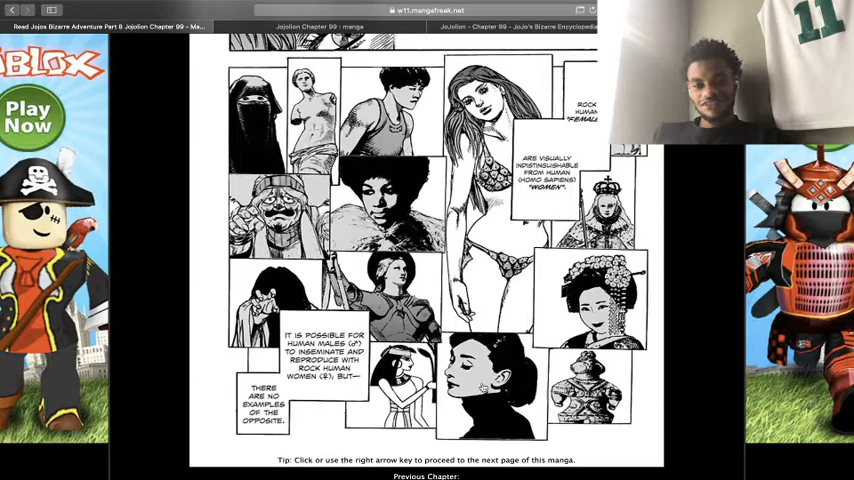 w11.mangafreak.net
Read Jojos Bizarre Adventure Part 8 Jojolion Chapter 99 - Ma...
Jojolion Chapter 99 : manga
JoJolion - Chapter 99 - JoJo's Bizarre Encyclopedia
BLOX
Play
Now
11
ROCK
HUMAN
"FEMALE
ARE VISUALLY
INDISTINGUISHABLE
FROM HUMAN
(HOMO SAPIENS)
"WOMEN".
IT IS POSSIBLE FOR
HUMAN MALES (♂)
TO INSEMINATE AND
REPRODUCE WITH
ROCK HUMAN
WOMEN (♀), BUT—
THERE
ARE NO
EXAMPLES
OF THE
OPPOSITE.
Tip: Click or use the right arrow key to proceed to the next page of this manga.
Previous Chapter: